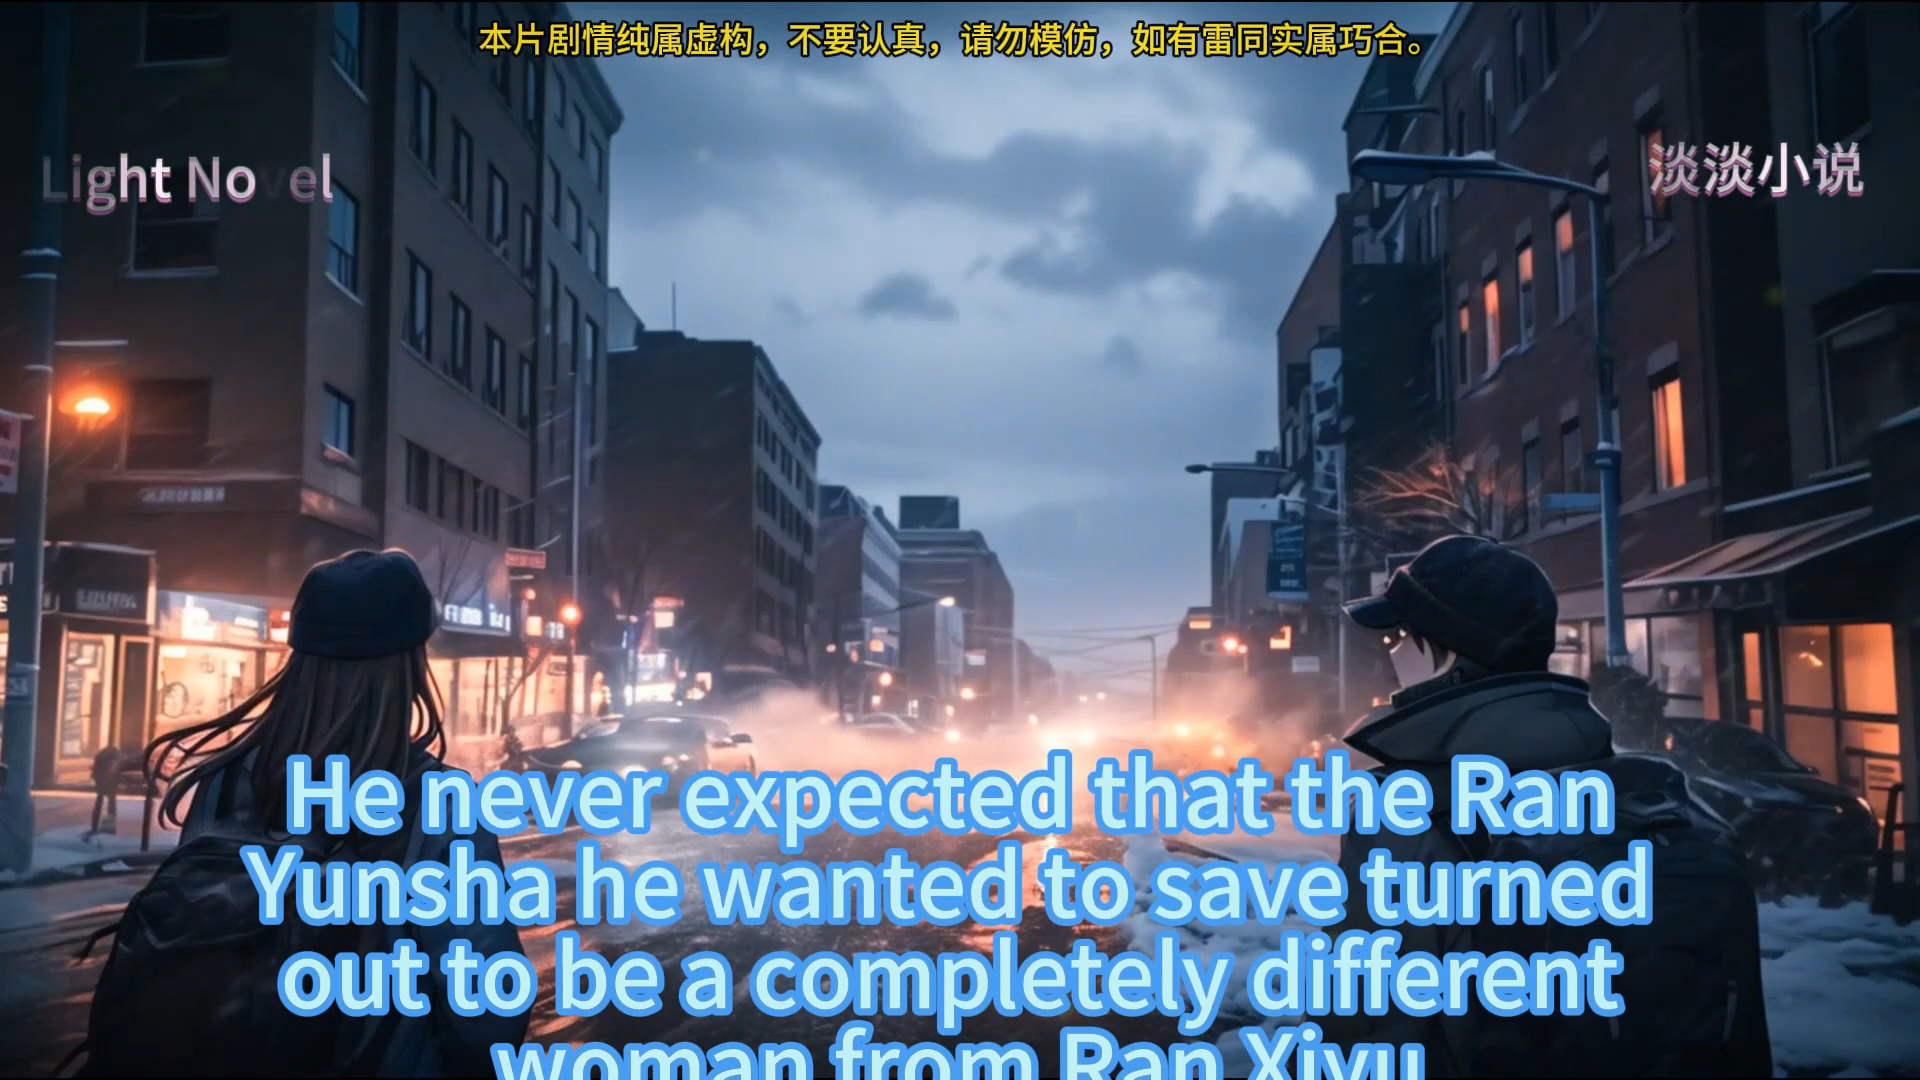 本片剧情纯属虚构，不要认真，请勿模仿，如有雷同实属巧合。
Light Novel
淡淡小说
He never expected that the Ran
Yunsha he wanted to save turned
out to be a completely different
woman from Ran Xiyu